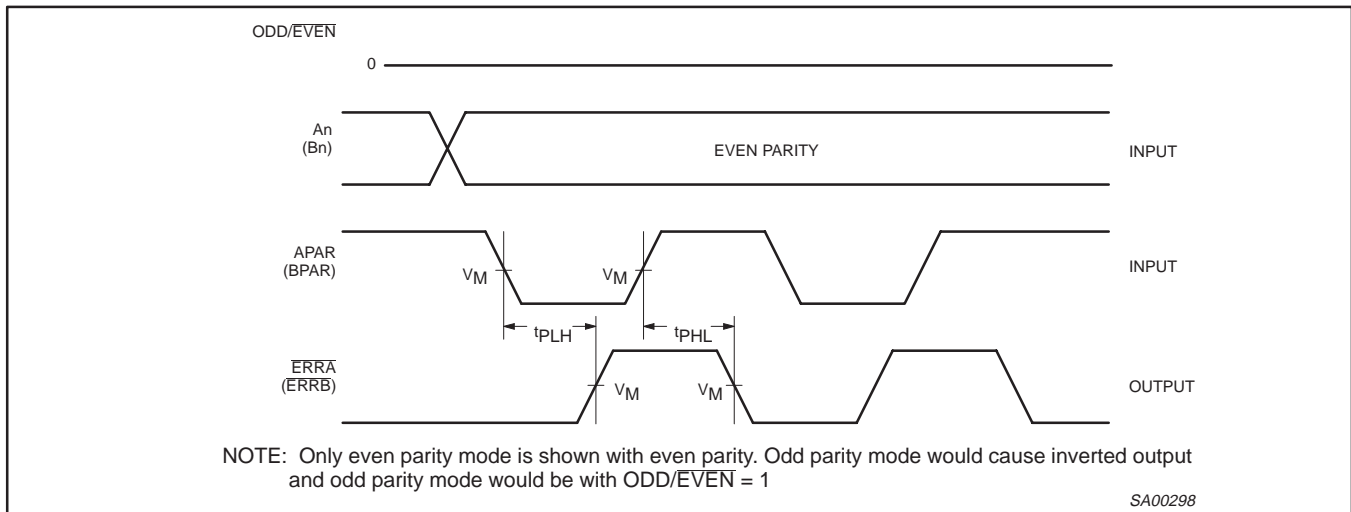 ODD/EVEN
0
An
(Bn)
EVEN PARITY
INPUT
APAR
(BPAR)
VM
VM
INPUT
tPLH
tPHL
ERRA
(ERRB)
VM
VM
OUTPUT
NOTE: Only even parity mode is shown with even parity. Odd parity mode would cause inverted output
and odd parity mode would be with ODD/EVEN = 1
SA00298